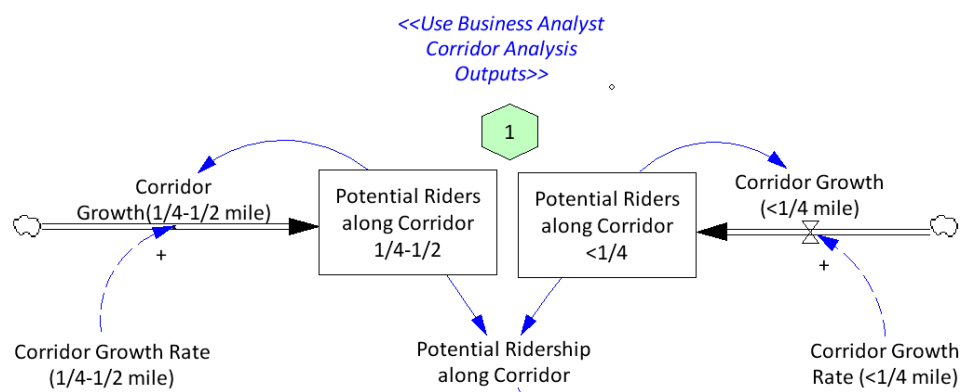 <<Use Business Analyst
Corridor Analysis
Outputs>>
1
Corridor
Growth(1/4-1/2 mile)
+
Potential Riders
along Corridor
1/4-1/2
Potential Riders
along Corridor
<1/4
Corridor Growth
(<1/4 mile)
+
Corridor Growth Rate
(1/4-1/2 mile)
Potential Ridership
along Corridor
Corridor Growth
Rate (<1/4 mile)